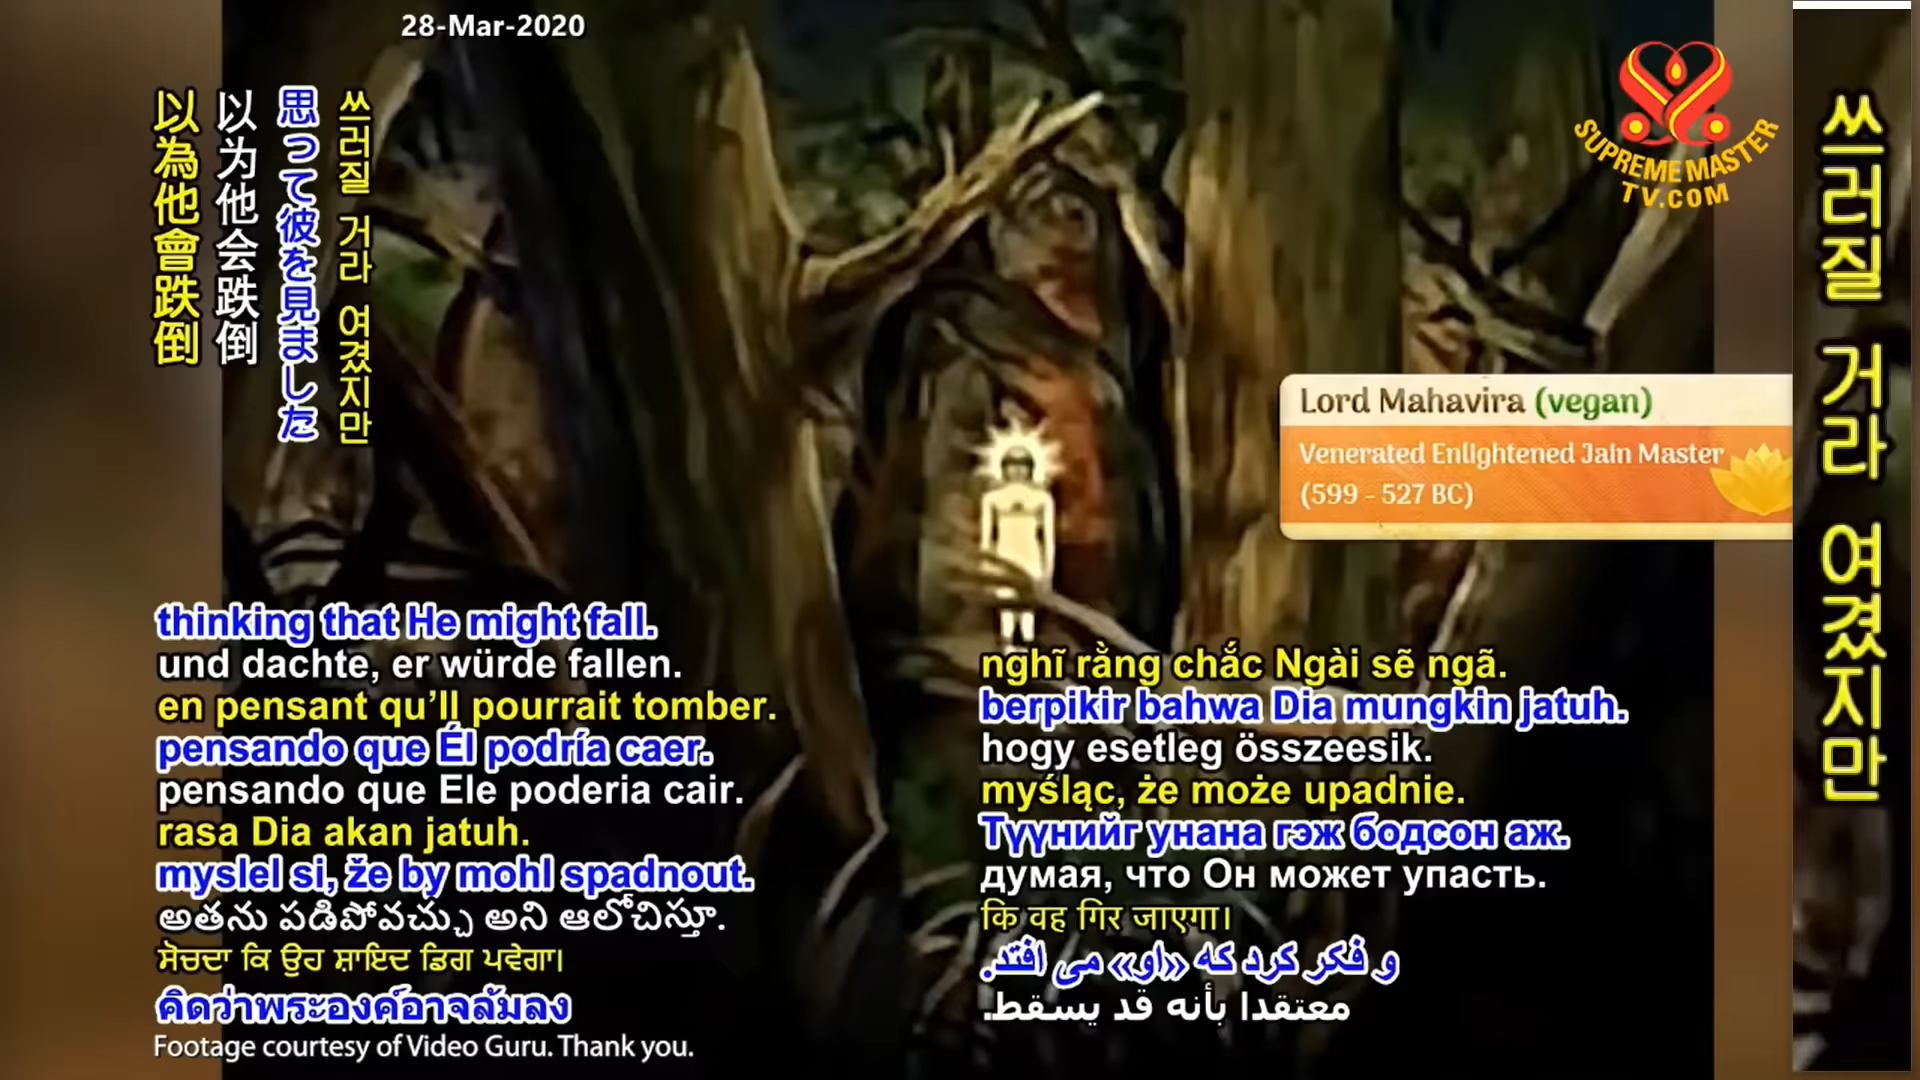 28-Mar-2020
以為他會跌倒
以为他会跌倒
思って彼を見ました
쓰러질 거라 여겼지만
SUPREME MASTER
TV.COM
쓰러질 거라 여겼지만
Lord Mahavira (vegan)
Venerated Enlightened Jain Master
(599 - 527 BC)
thinking that He might fall.
und dachte, er würde fallen.
en pensant qu’Il pourrait tomber.
pensando que Él podría caer.
pensando que Ele poderia cair.
rasa Dia akan jatuh.
myslel si, že by mohl spadnout.
అతను పడిపోవచ్చు అని ఆలోచిస్తూ.
ਸੋਚਦਾ ਕਿ ਉਹ ਸ਼ਾਇਦ ਡਿਗ ਪਵੇਗਾ।
คิดว่าพระองค์อาจล้มลง
Footage courtesy of Video Guru. Thank you.
nghĩ rằng chắc Ngài sẽ ngã.
berpikir bahwa Dia mungkin jatuh.
hogy esetleg összeesik.
myśląc, że może upadnie.
Түүнийг унана гэж бодсон аж.
думая, что Он может упасть.
कि वह गिर जाएगा।
و فکر کرد که «او» می افتد.
معتقدا بأنه قد يسقط.